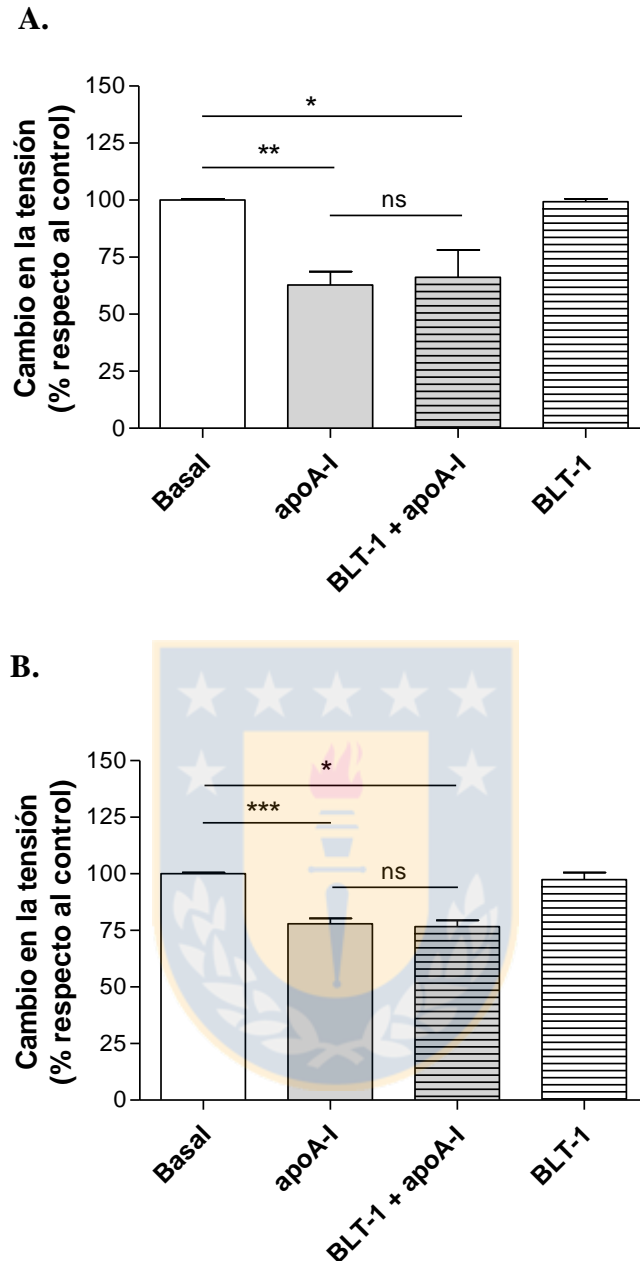 A.
Cambio en la tensión
(% respecto al control)
150
125
100
75
50
25
0
*
**
ns
Basal
apoA-I
BLT-1 + apoA-I
BLT-1
B.
Cambio en la tensión
(% respecto al control)
150
125
100
75
50
25
0
*
***
ns
Basal
apoA-I
BLT-1 + apoA-I
BLT-1